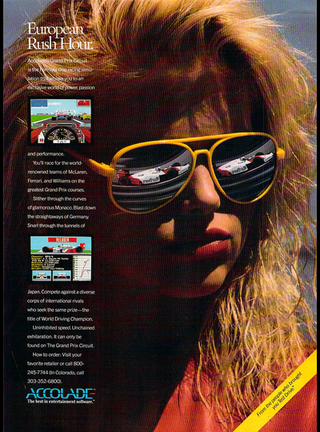 European
Rush Hour.
Accolade's Grand Prix Circuit
is the Formula One racing simu-
lation that takes you to an
exclusive world of power, passion
and performance.
You'll race for the world-
renowned teams of McLaren,
Ferrari, and Williams on the
greatest Grand Prix courses.
Slither through the curves
of glamorous Monaco. Blast down
the straightaways of Germany.
Snarl through the tunnels of
McLAREN
Japan. Compete against a diverse
corps of international rivals
who seek the same prize—the
title of World Driving Champion.
Uninhibited speed. Unchained
exhilaration. It can only be
found on The Grand Prix Circuit.
How to order: Visit your
favorite retailer or call 800-
245-7744 (In Colorado, call
303-352-6800).
ACCOLADE
The best in entertainment software.™
From the people who brought
you Test Drive.®